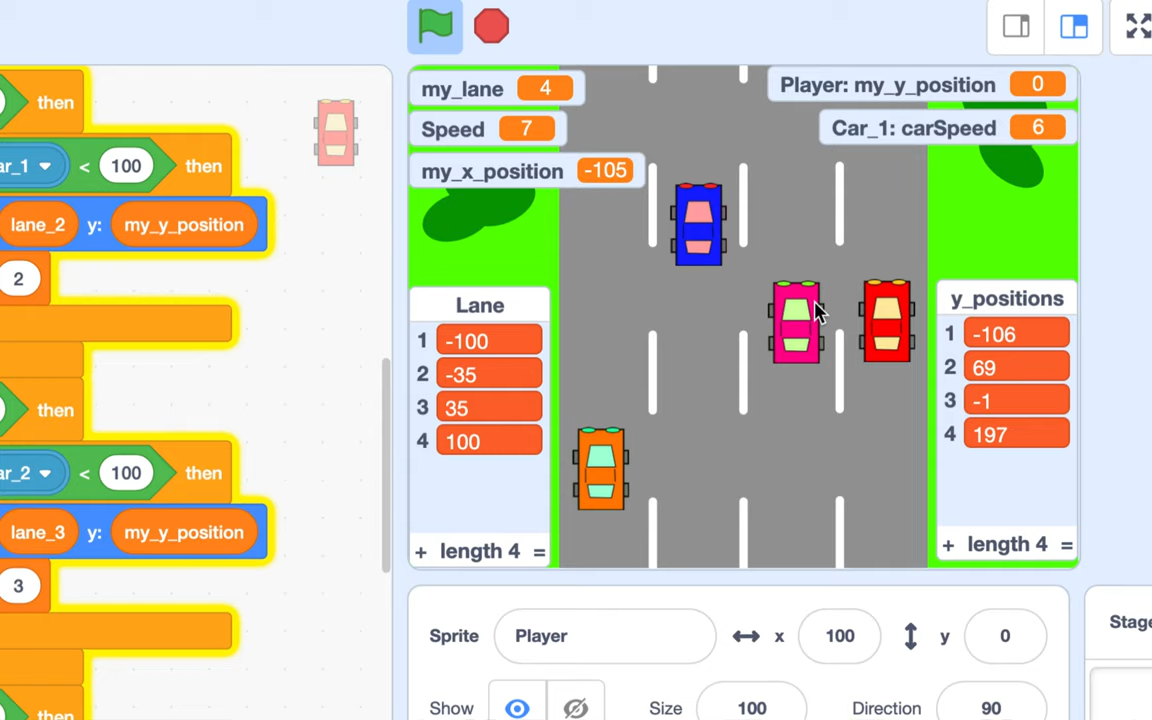 then
ar_1 < 100 then
lane_2 y: my_y_position
2
then
ar_2 < 100 then
lane_3 y: my_y_position
3
then
my_lane 4
Speed 7
my_x_position -105
Player: my_y_position 0
Car_1: carSpeed 6
Lane
1 -100
2 -35
3 35
4 100
+ length 4 =
y_positions
1 -106
2 69
3 -1
4 197
+ length 4 =
Sprite Player x 100 y 0
Show Size 100 Direction 90
Stage